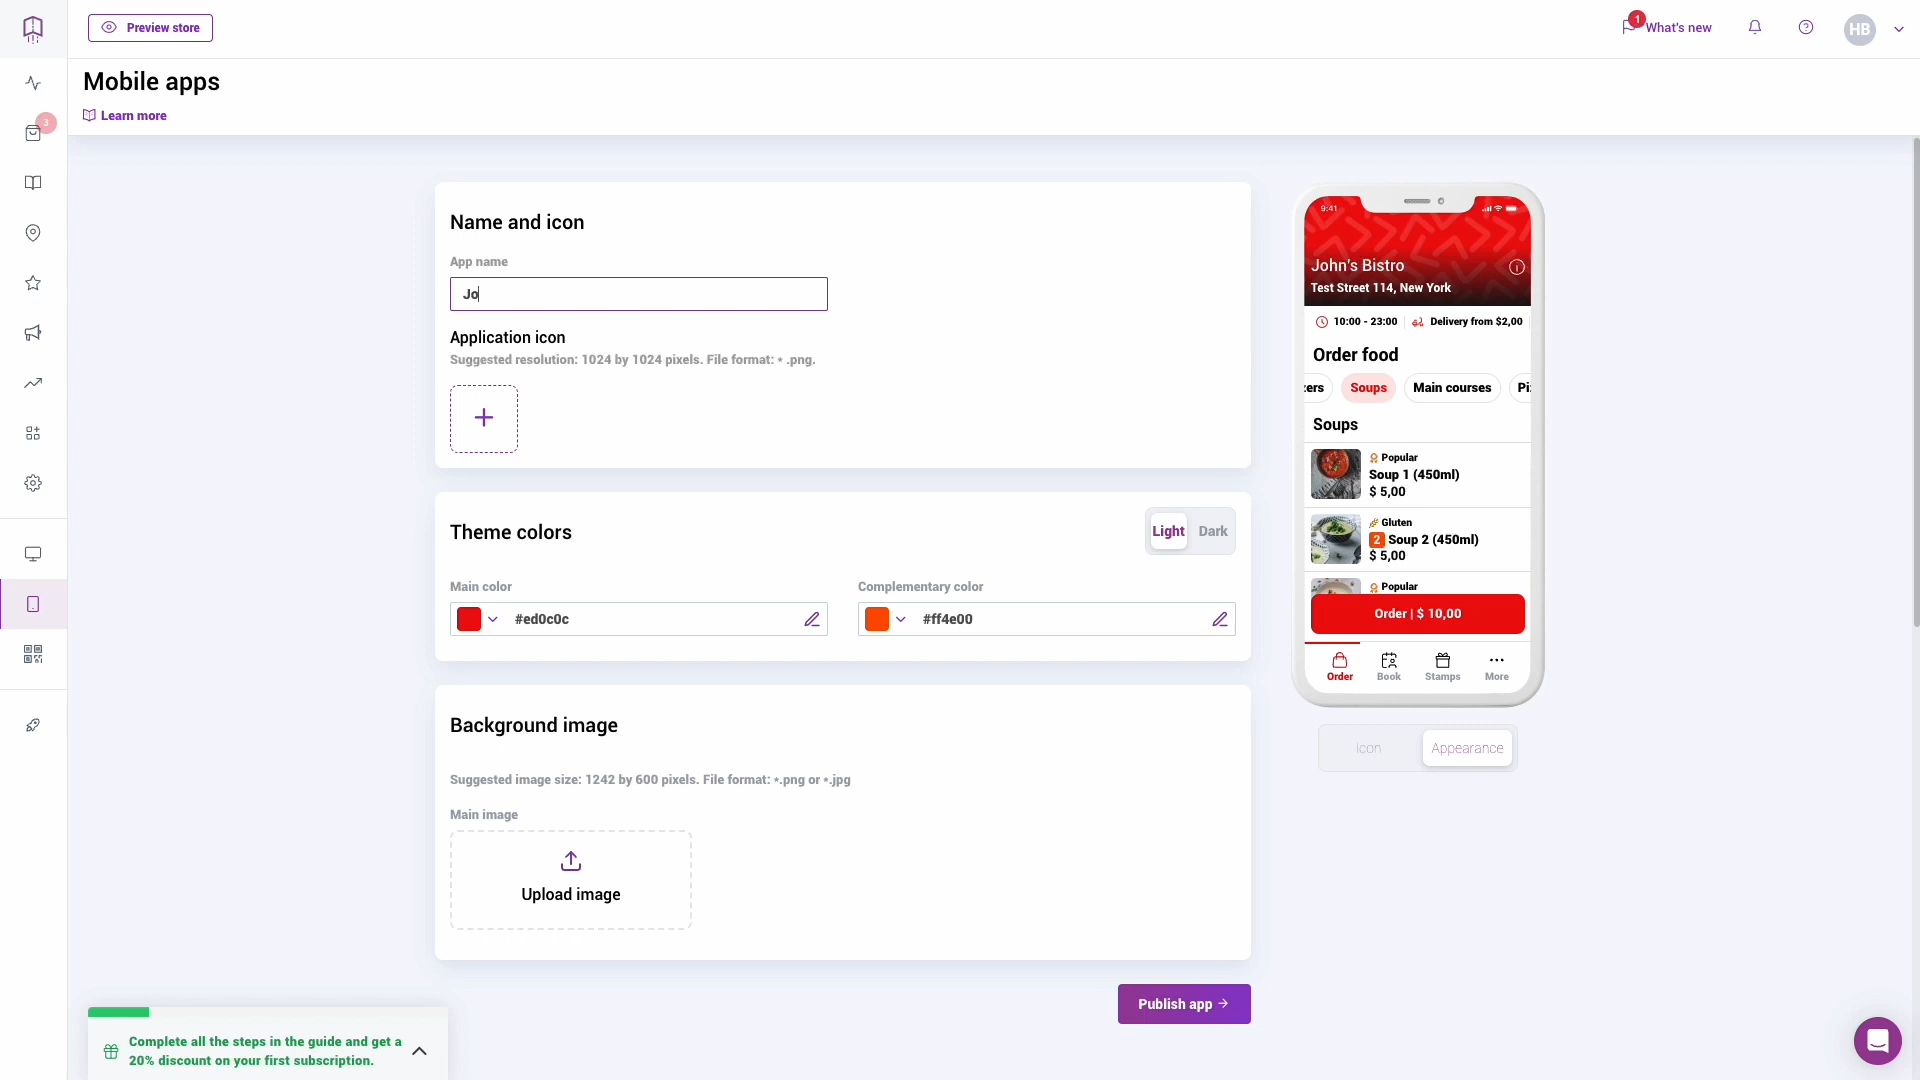 Preview store
1
What's new
HB
Mobile apps
Learn more
3
Name and icon
App name
Jo
Application icon
Suggested resolution: 1024 by 1024 pixels. File format: * .png.
Theme colors
Light
Dark
Main color
Complementary color
#ed0c0c
#ff4e00
Background image
Suggested image size: 1242 by 600 pixels. File format: *.png or *.jpg
Main image
Upload image
Publish app
Complete all the steps in the guide and get a
20% discount on your first subscription.
9:41
John's Bistro
Test Street 114, New York
10:00 - 23:00
Delivery from $2,00
Order food
zers
Soups
Main courses
Pi
Soups
Popular
Soup 1 (450ml)
$ 5,00
Gluten
2 Soup 2 (450ml)
$ 5,00
Popular
Order | $ 10,00
Order
Book
Stamps
More
Icon
Appearance